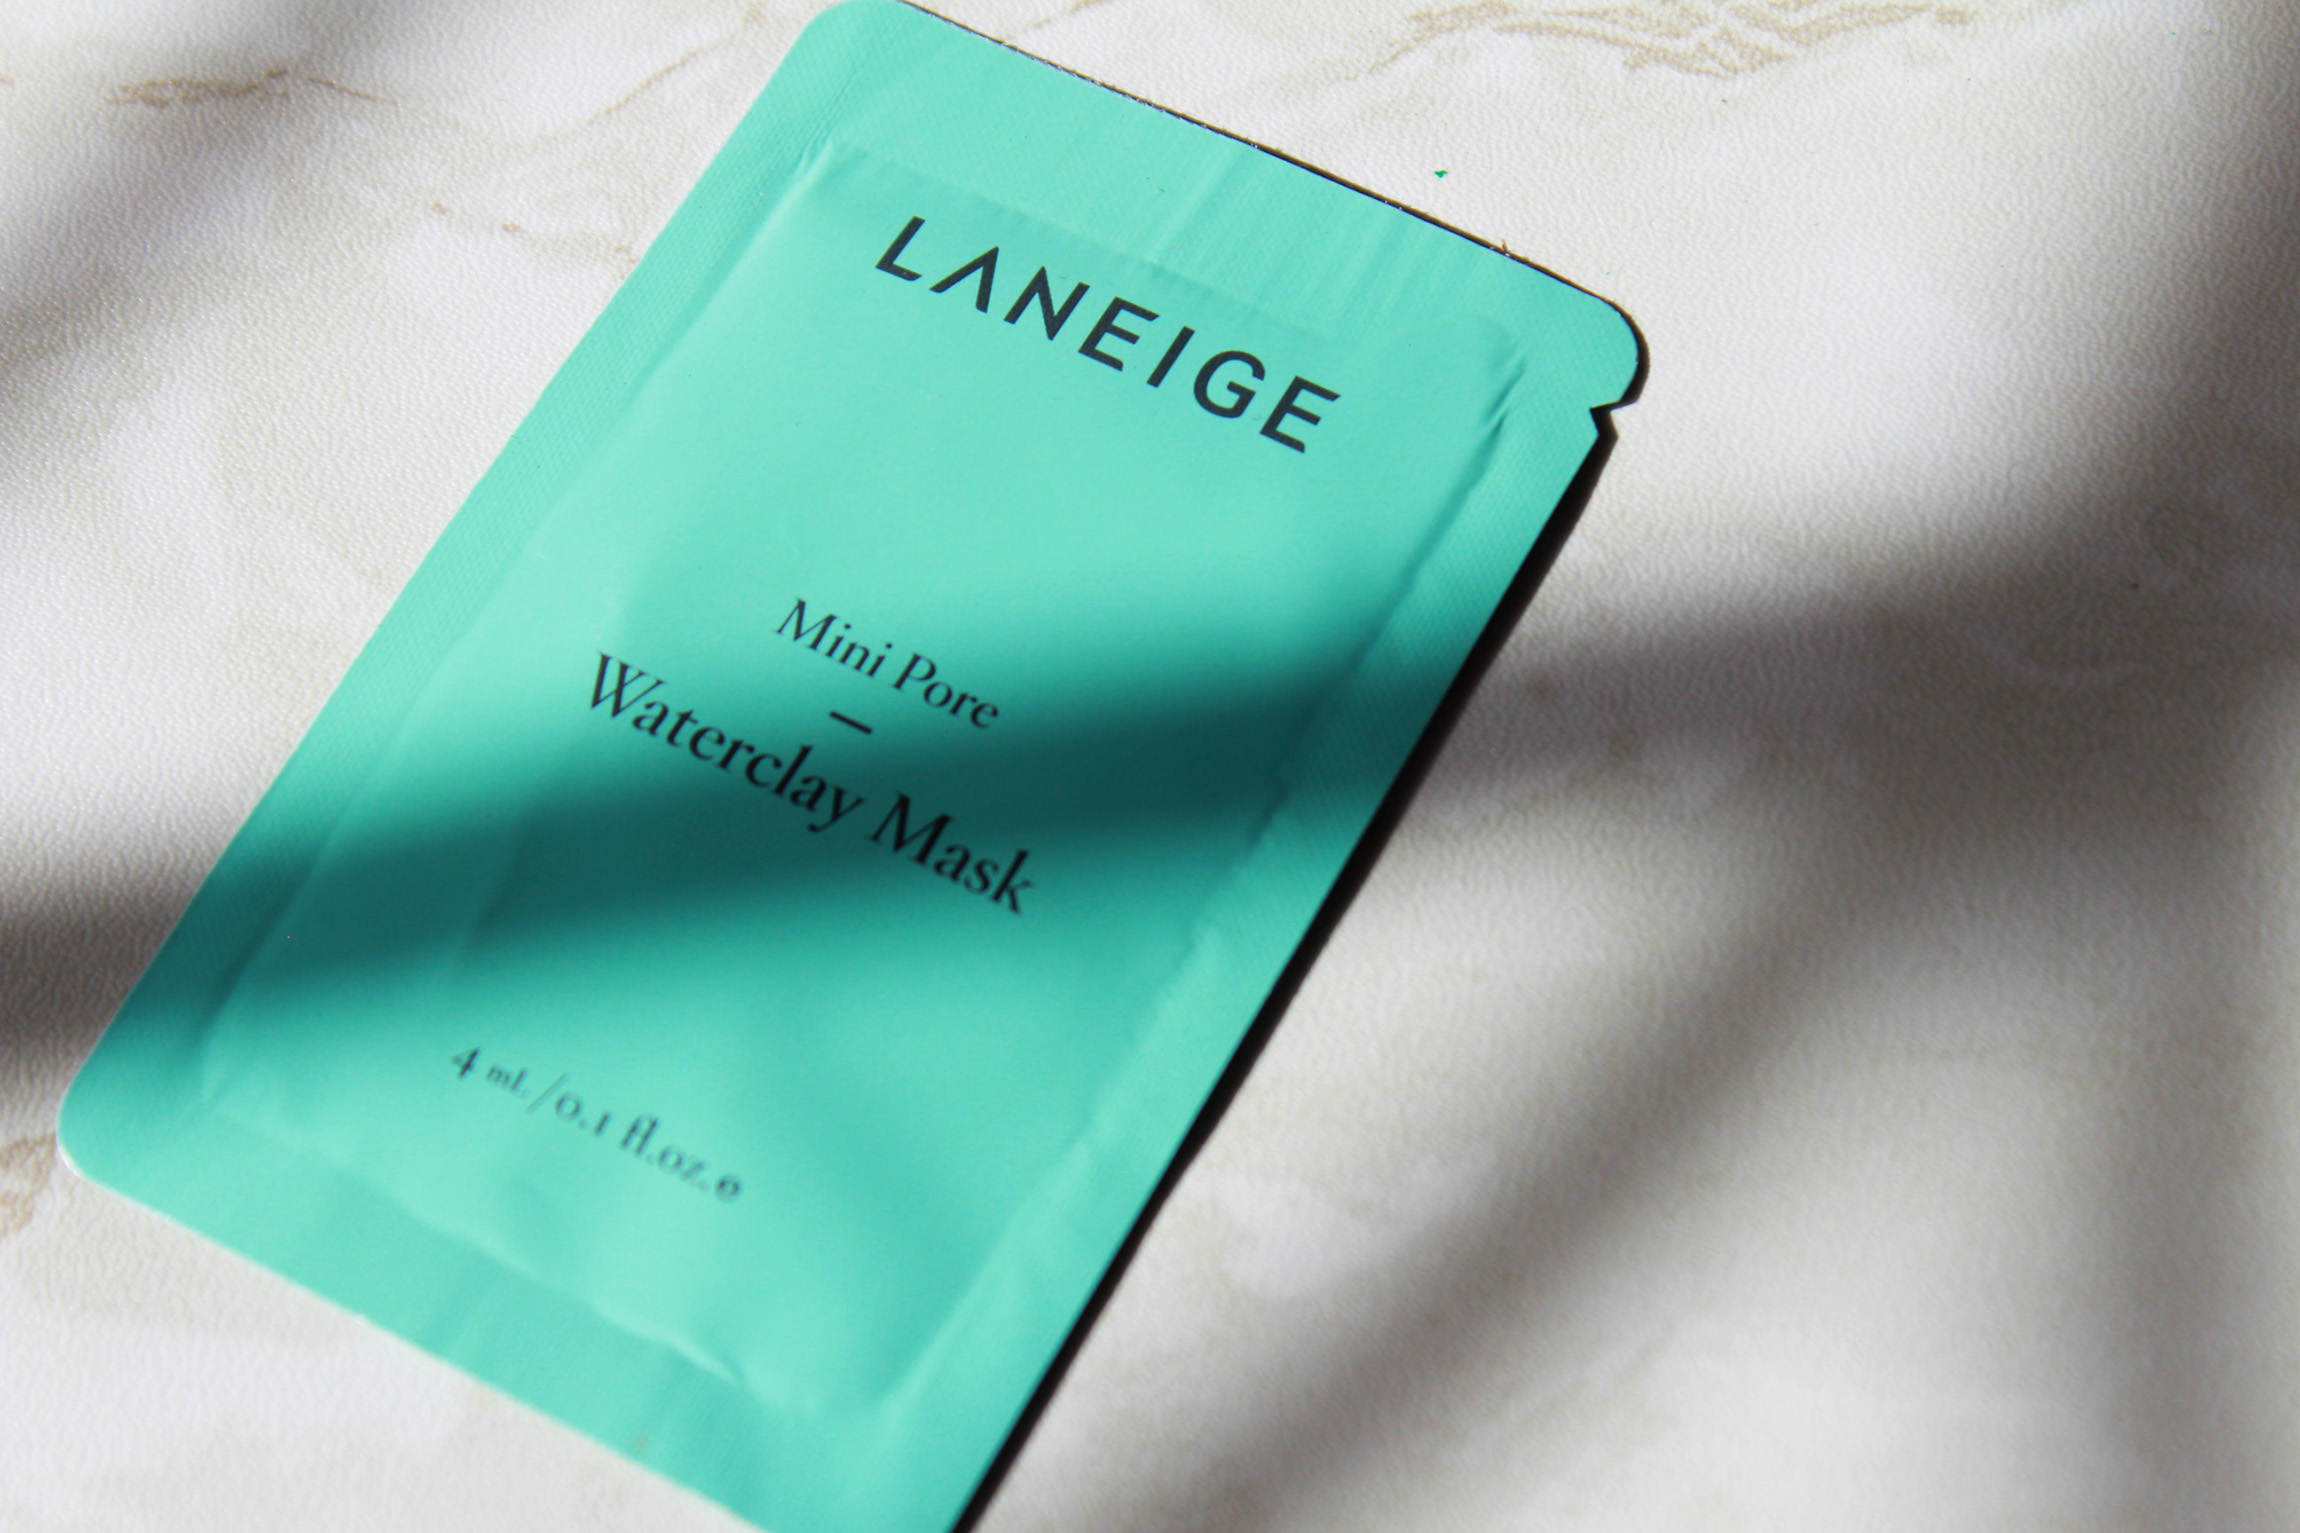 LANEIGE
Mini Pore
—
Waterclay Mask
4 mL/0.1 fl.oz. ℮